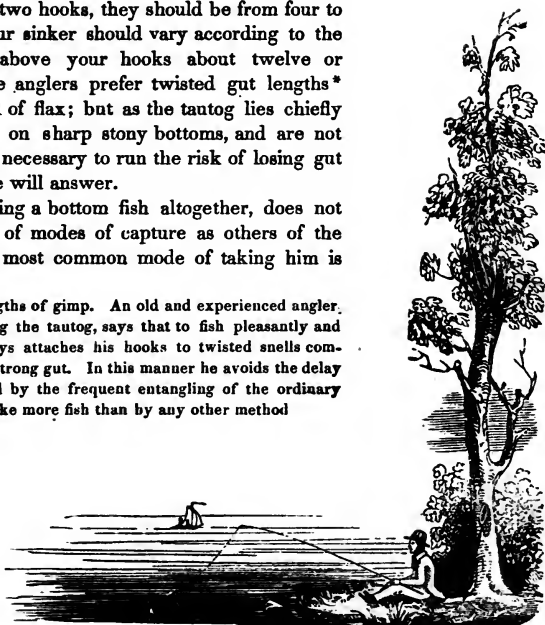 two hooks, they should be from four to
sinker should vary according to the
above your hooks about twelve or
anglers prefer twisted gut lengths*
of flax; but as the tautog lies chiefly
on sharp stony bottoms, and are not
necessary to run the risk of losing gut
will answer.
ing a bottom fish altogether, does not
of modes of capture as others of the
most common mode of taking him is
gths of gimp. An old and experienced angler.
the tautog, says that to fish pleasantly and
ys attaches his hooks to twisted snells com-
trong gut. In this manner he avoids the delay
by the frequent entangling of the ordinary
ke more fish than by any other method